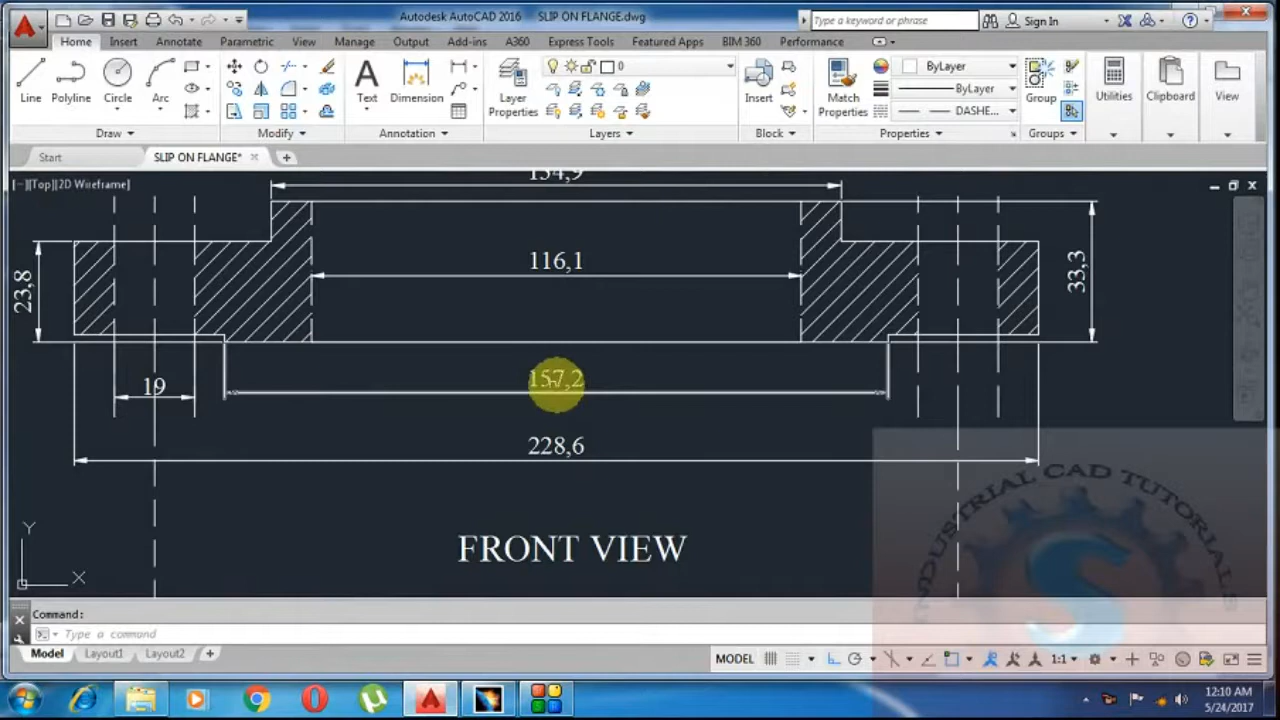 Autodesk AutoCAD 2016 SLIP ON FLANGE.dwg
Type a keyword or phrase
Sign In
Home Insert Annotate Parametric View Manage Output Add-ins A360 Express Tools Featured Apps BIM 360 Performance
0
ByLayer
ByLayer
DASHE...
Line Polyline Circle Arc
Text Dimension
Layer
Properties
Insert
Match
Properties
Group
Utilities
Clipboard
View
Draw Modify Annotation Layers Block Properties Groups
Start SLIP ON FLANGE*
[−][Top][2D Wireframe]
134,9
116,1
23,8
33,3
19
157,2
228,6
FRONT VIEW
Y
X
INDUSTRIAL CAD TUTORIALS
Command:
Type a command
Model Layout1 Layout2
MODEL
1:1
12:10 AM
5/24/2017